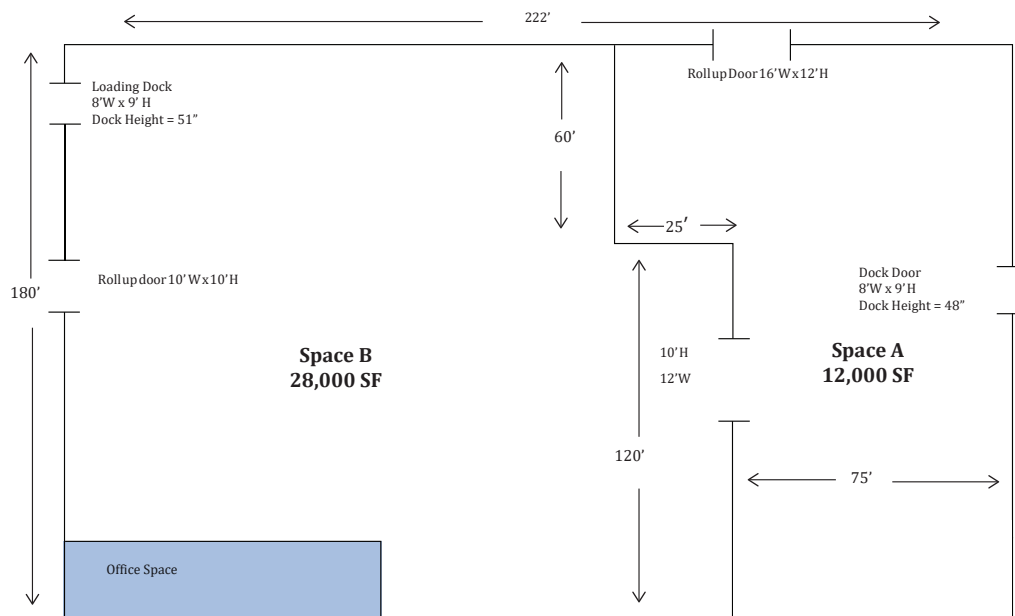 222’
Rollup Door 16’W x 12’H
Loading Dock
8’W x 9’ H
Dock Height = 51”
60’
25’
Rollup door 10’ W x 10’H
180’
Dock Door
8’W x 9’H
Dock Height = 48”
Space B
28,000 SF
10’H
12’W
Space A
12,000 SF
120’
75’
Office Space